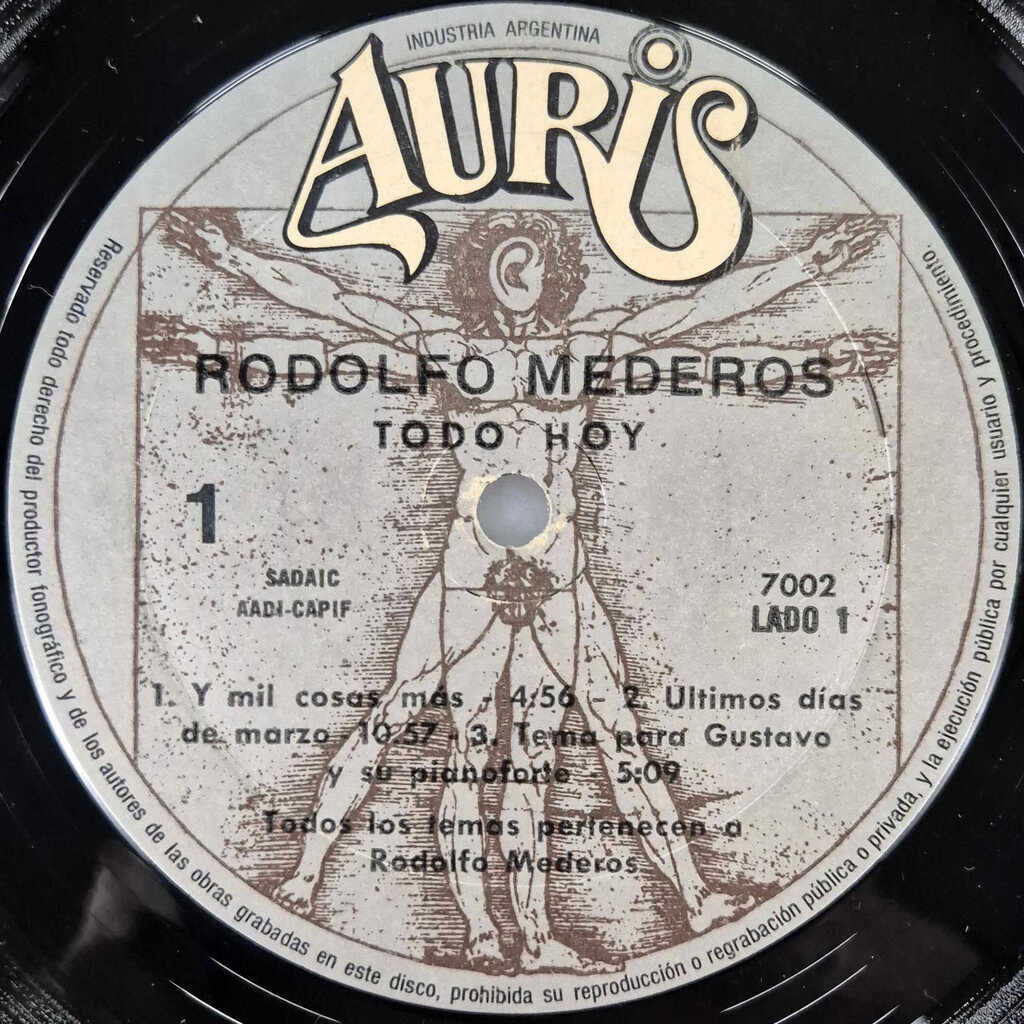 INDUSTRIA ARGENTINA
AURIS
RODOLFO MEDEROS
TODO HOY
1
SADAIC
AADI-CAPIF
7002
LADO 1
1. Y mil cosas más - 4:56 - 2. Ultimos días
de marzo 10:57 - 3. Tema para Gustavo
y su pianoforte - 5:09
Todos los temas pertenecen a
Rodolfo Mederos
Reservado todo derecho del productor fonográfico y de los autores de las obras grabadas en este disco, prohibida su reproducción o regrabación pública o privada, y la ejecución pública por cualquier usuario y procedimiento.